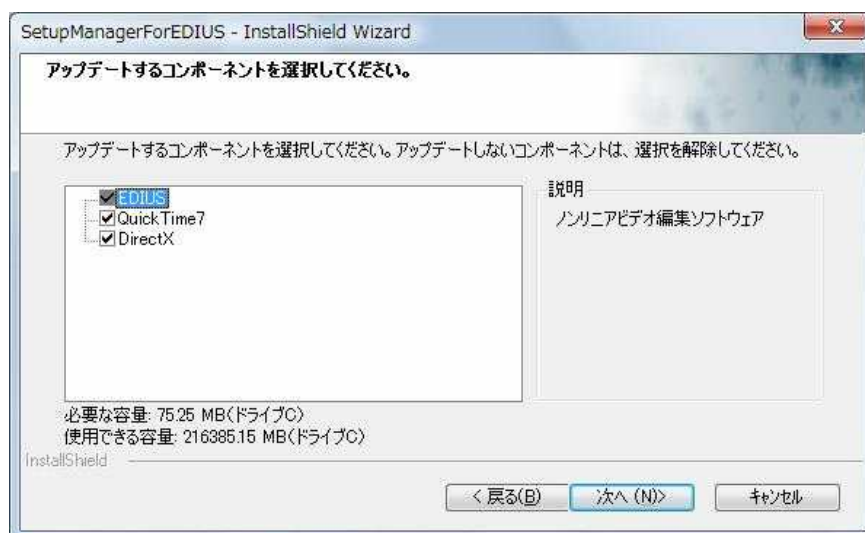 SetupManagerForEDIUS - InstallShield Wizard
アップデートするコンポーネントを選択してください。
アップデートするコンポーネントを選択してください。アップデートしないコンポーネントは、選択を解除してください。
EDIUS
QuickTime7
DirectX
説明
ノンリニアビデオ編集ソフトウェア
必要な容量: 75.25 MB(ドライブC)
使用できる容量: 216385.15 MB(ドライブC)
InstallShield
< 戻る(B)
次へ (N)>
キャンセル